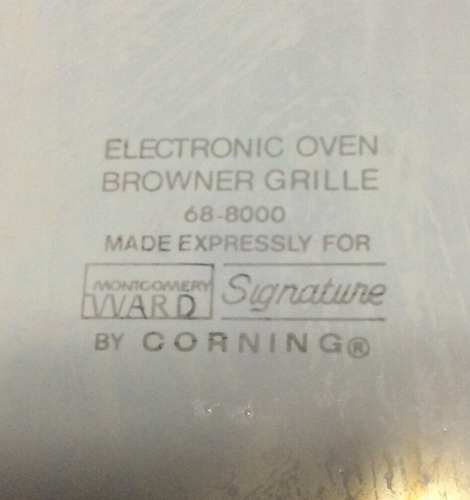 ELECTRONIC OVEN
BROWNER GRILLE
68-8000
MADE EXPRESSLY FOR
MONTGOMERY
WARD Signature
BY CORNING®